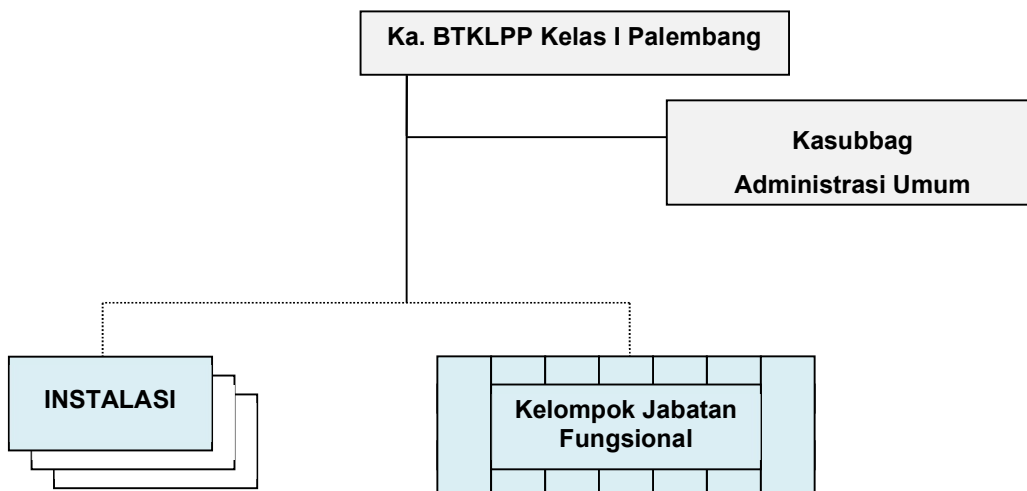 Ka. BTKLPP Kelas I Palembang
Kasubbag
Administrasi Umum
INSTALASI
Kelompok Jabatan
Fungsional